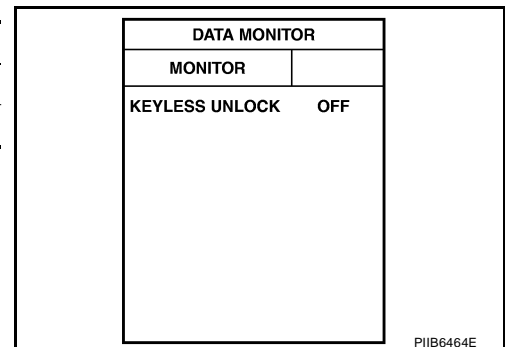 DATA MONITOR
MONITOR
KEYLESS UNLOCK OFF
PIIB6464E